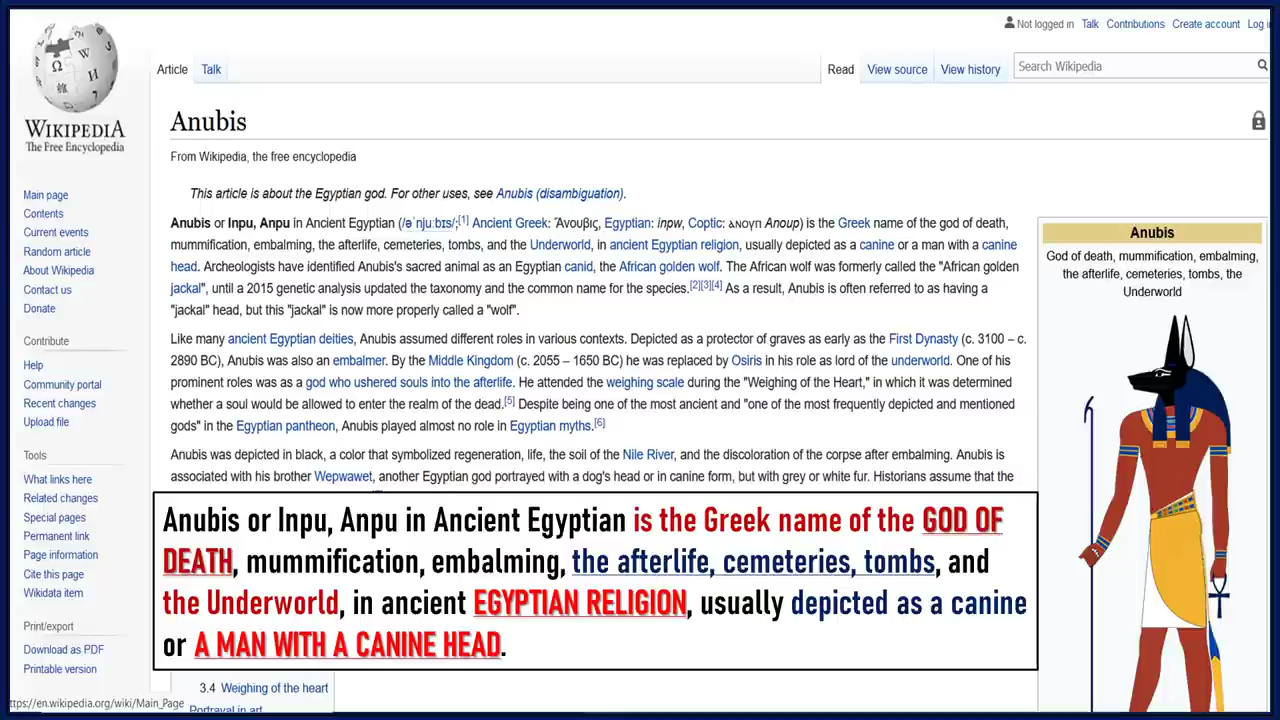 Not logged in Talk Contributions Create account Log i
WIKIPEDIA
The Free Encyclopedia
Article Talk
Read View source View history
Search Wikipedia
Main page
Contents
Current events
Random article
About Wikipedia
Contact us
Donate
Contribute
Help
Community portal
Recent changes
Upload file
Tools
What links here
Related changes
Special pages
Permanent link
Page information
Cite this page
Wikidata item
Print/export
Download as PDF
Printable version
Anubis
From Wikipedia, the free encyclopedia
This article is about the Egyptian god. For other uses, see Anubis (disambiguation).
Anubis or Inpu, Anpu in Ancient Egyptian (/əˈnjuːbɪs/;[1] Ancient Greek: Ἄνουβις, Egyptian: inpw, Coptic: ⲁⲛⲟⲩⲡ Anoup) is the Greek name of the god of death,
mummification, embalming, the afterlife, cemeteries, tombs, and the Underworld, in ancient Egyptian religion, usually depicted as a canine or a man with a canine
head. Archeologists have identified Anubis's sacred animal as an Egyptian canid, the African golden wolf. The African wolf was formerly called the "African golden
jackal", until a 2015 genetic analysis updated the taxonomy and the common name for the species.[2][3][4] As a result, Anubis is often referred to as having a
"jackal" head, but this "jackal" is now more properly called a "wolf".
Like many ancient Egyptian deities, Anubis assumed different roles in various contexts. Depicted as a protector of graves as early as the First Dynasty (c. 3100 – c.
2890 BC), Anubis was also an embalmer. By the Middle Kingdom (c. 2055 – 1650 BC) he was replaced by Osiris in his role as lord of the underworld. One of his
prominent roles was as a god who ushered souls into the afterlife. He attended the weighing scale during the "Weighing of the Heart," in which it was determined
whether a soul would be allowed to enter the realm of the dead.[5] Despite being one of the most ancient and "one of the most frequently depicted and mentioned
gods" in the Egyptian pantheon, Anubis played almost no role in Egyptian myths.[6]
Anubis was depicted in black, a color that symbolized regeneration, life, the soil of the Nile River, and the discoloration of the corpse after embalming. Anubis is
associated with his brother Wepwawet, another Egyptian god portrayed with a dog's head or in canine form, but with grey or white fur. Historians assume that the
Anubis or Inpu, Anpu in Ancient Egyptian is the Greek name of the GOD OF
DEATH, mummification, embalming, the afterlife, cemeteries, tombs, and
the Underworld, in ancient EGYPTIAN RELIGION, usually depicted as a canine
or A MAN WITH A CANINE HEAD.
3.4 Weighing of the heart
Portrayal in art
Anubis
God of death, mummification, embalming,
the afterlife, cemeteries, tombs, the
Underworld
ttps://en.wikipedia.org/wiki/Main_Page